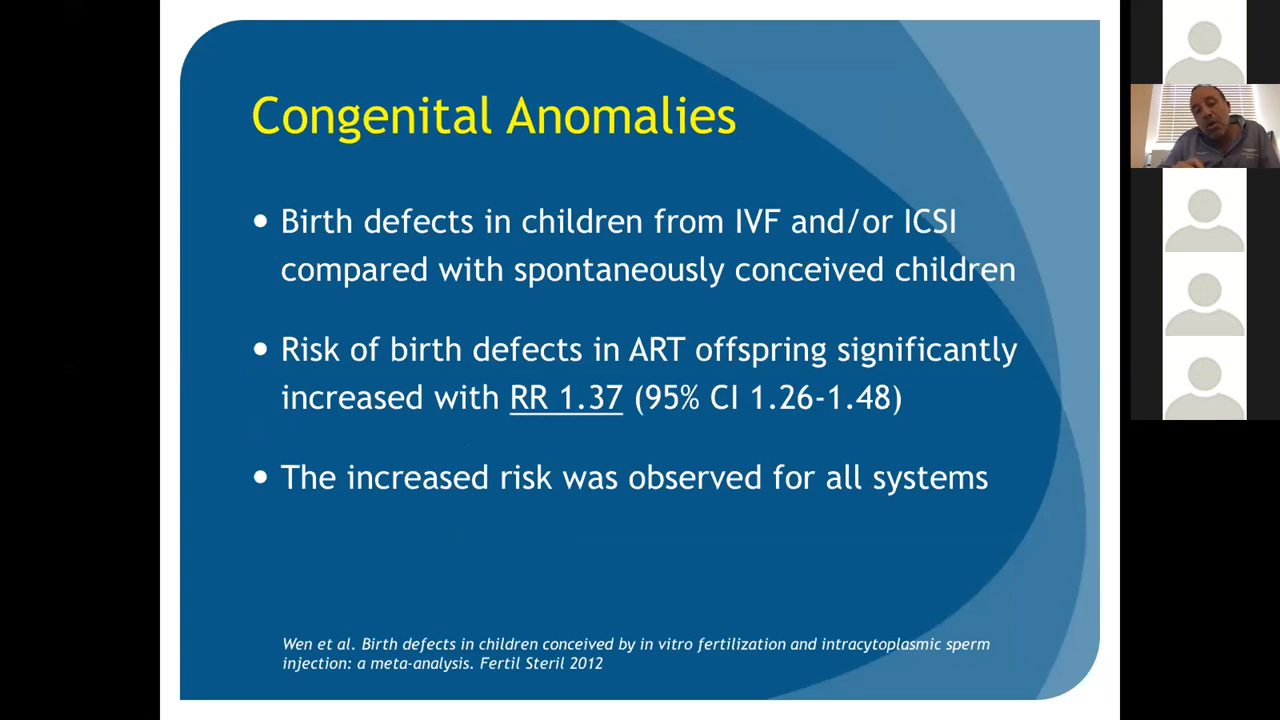 Congenital Anomalies
• Birth defects in children from IVF and/or ICSI
compared with spontaneously conceived children
• Risk of birth defects in ART offspring significantly
increased with RR 1.37 (95% CI 1.26-1.48)
• The increased risk was observed for all systems
Wen et al. Birth defects in children conceived by in vitro fertilization and intracytoplasmic sperm
injection: a meta-analysis. Fertil Steril 2012